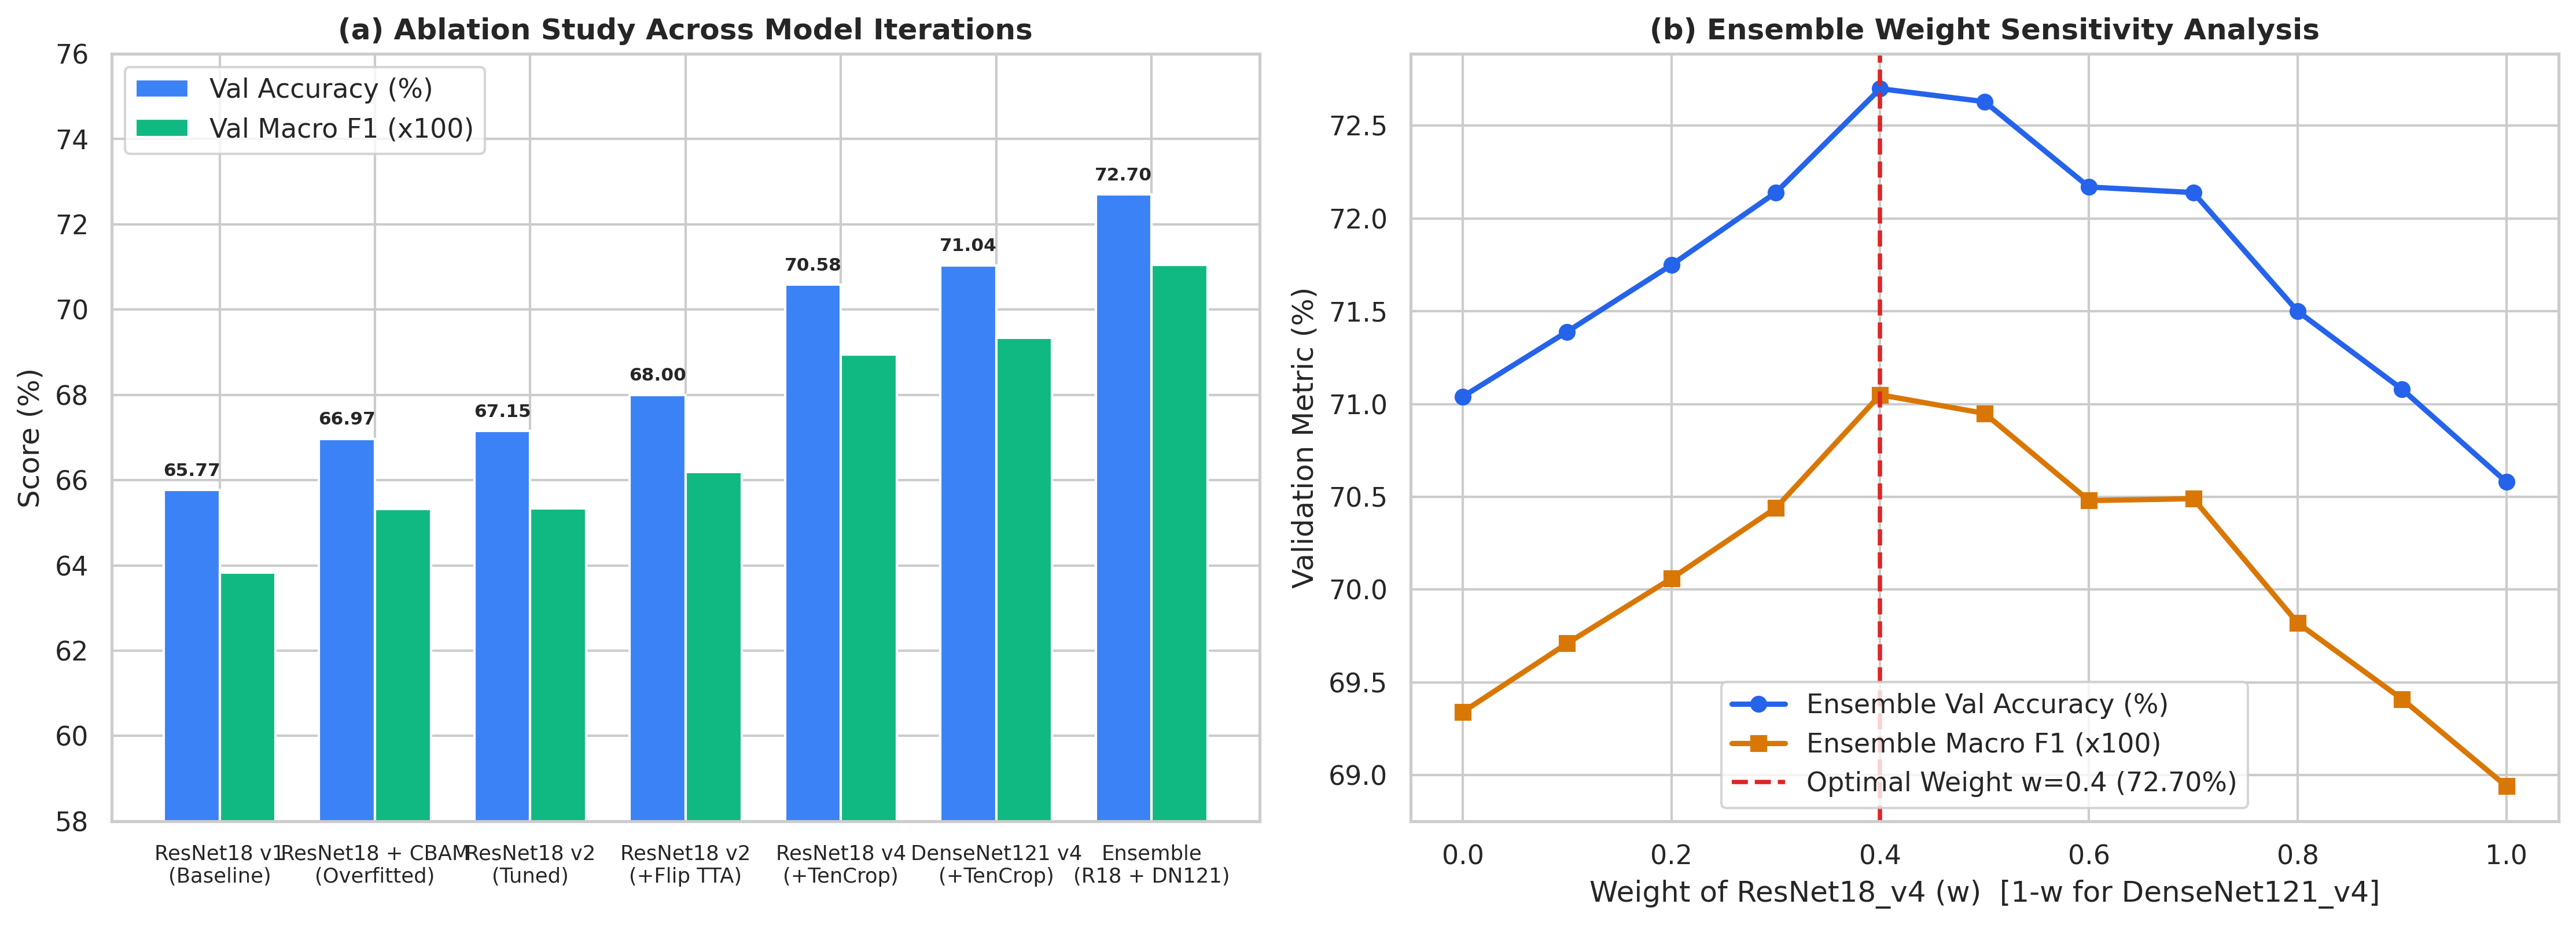 (a) Ablation Study Across Model Iterations
Val Accuracy (%)
Val Macro F1 (x100)
Score (%)
76
74
72
70
68
66
64
62
60
58
65.77
66.97
67.15
68.00
70.58
71.04
72.70
ResNet18 v1
(Baseline)
ResNet18 + CBAM
(Overfitted)
ResNet18 v2
(Tuned)
ResNet18 v2
(+Flip TTA)
ResNet18 v4
(+TenCrop)
DenseNet121 v4
(+TenCrop)
Ensemble
(R18 + DN121)
(b) Ensemble Weight Sensitivity Analysis
Validation Metric (%)
72.5
72.0
71.5
71.0
70.5
70.0
69.5
69.0
Ensemble Val Accuracy (%)
Ensemble Macro F1 (x100)
Optimal Weight w=0.4 (72.70%)
0.0
0.2
0.4
0.6
0.8
1.0
Weight of ResNet18_v4 (w)  [1-w for DenseNet121_v4]